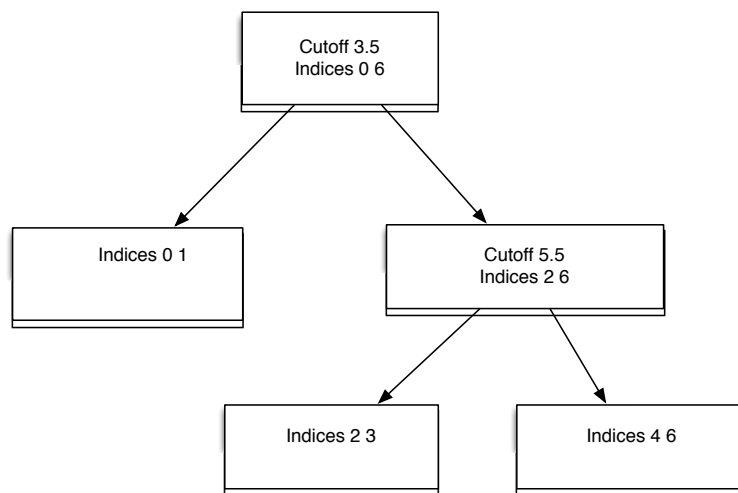 Cutoff 3.5
Indices 0 6
Indices 0 1
Cutoff 5.5
Indices 2 6
Indices 2 3
Indices 4 6